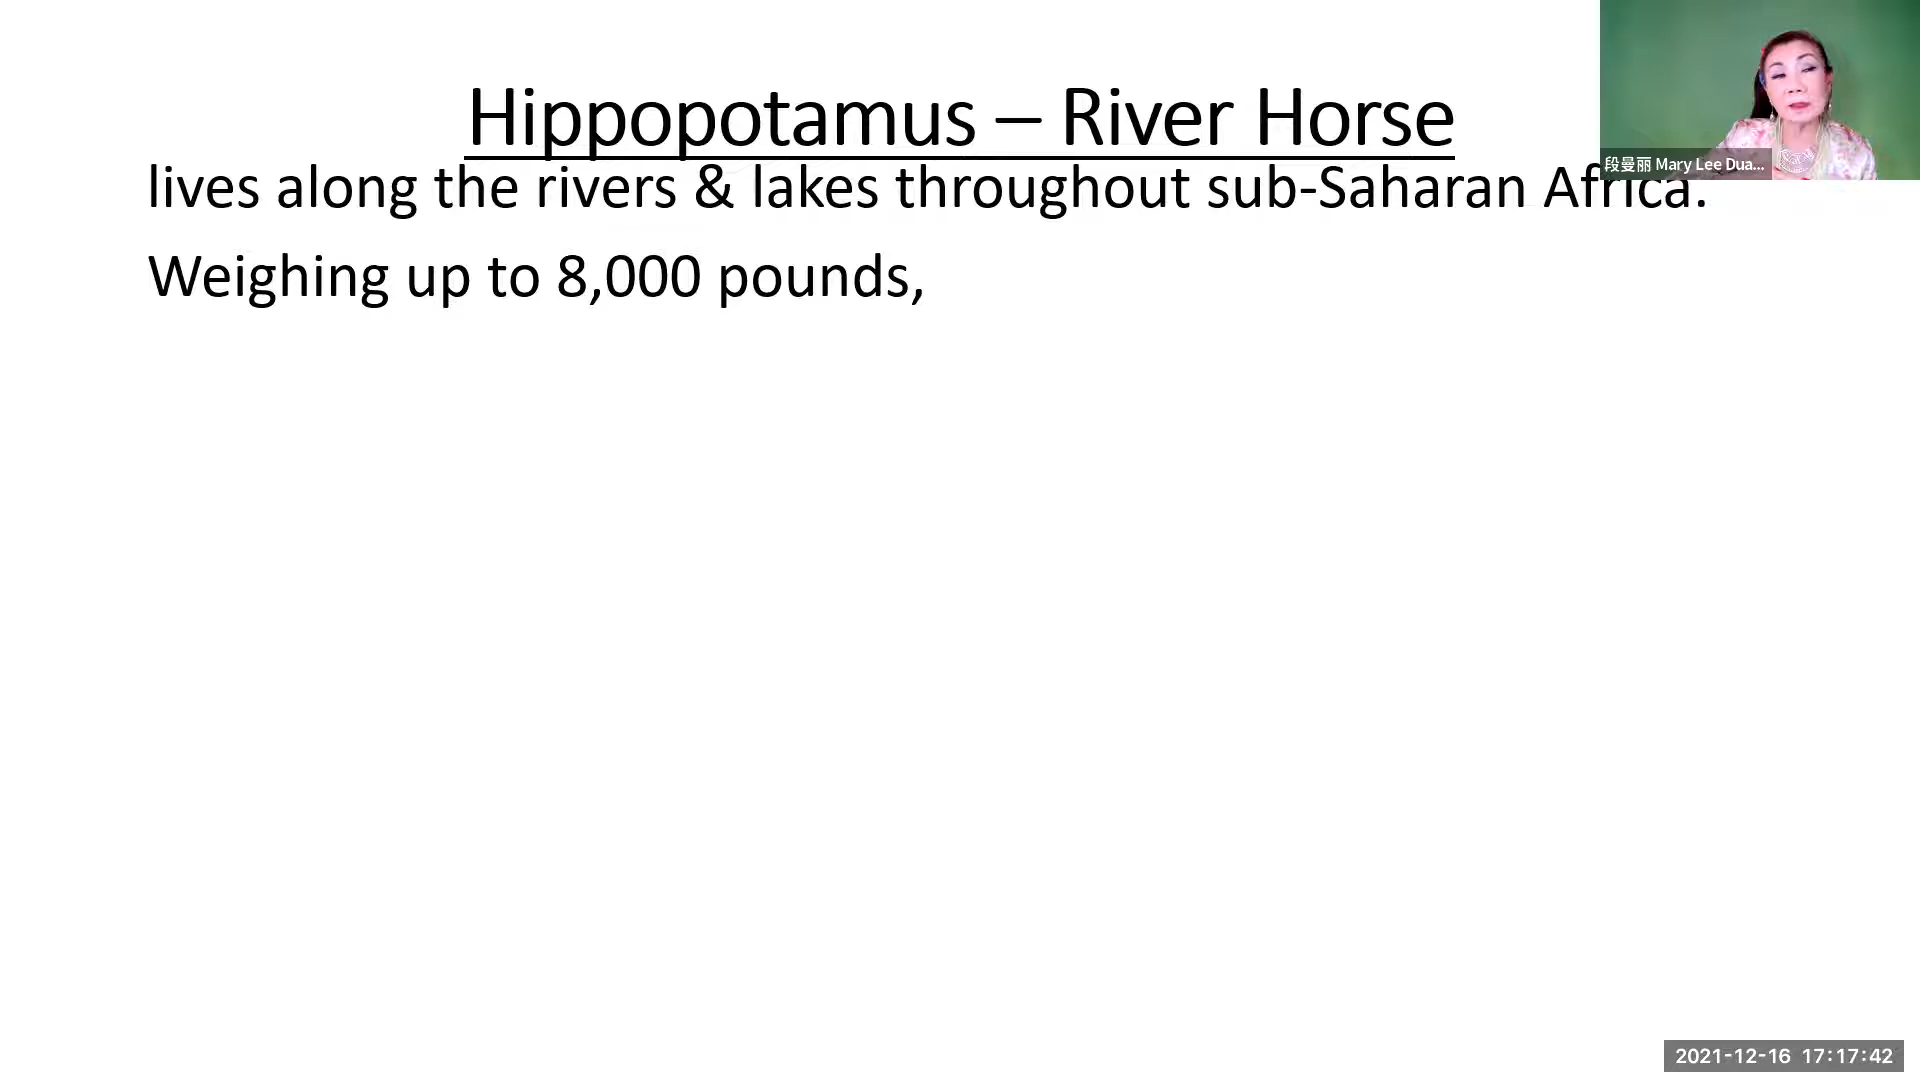 Hippopotamus – River Horse
lives along the rivers & lakes throughout sub-Saharan Africa.
Weighing up to 8,000 pounds,
段曼丽 Mary Lee Dua...
2021-12-16 17:17:42